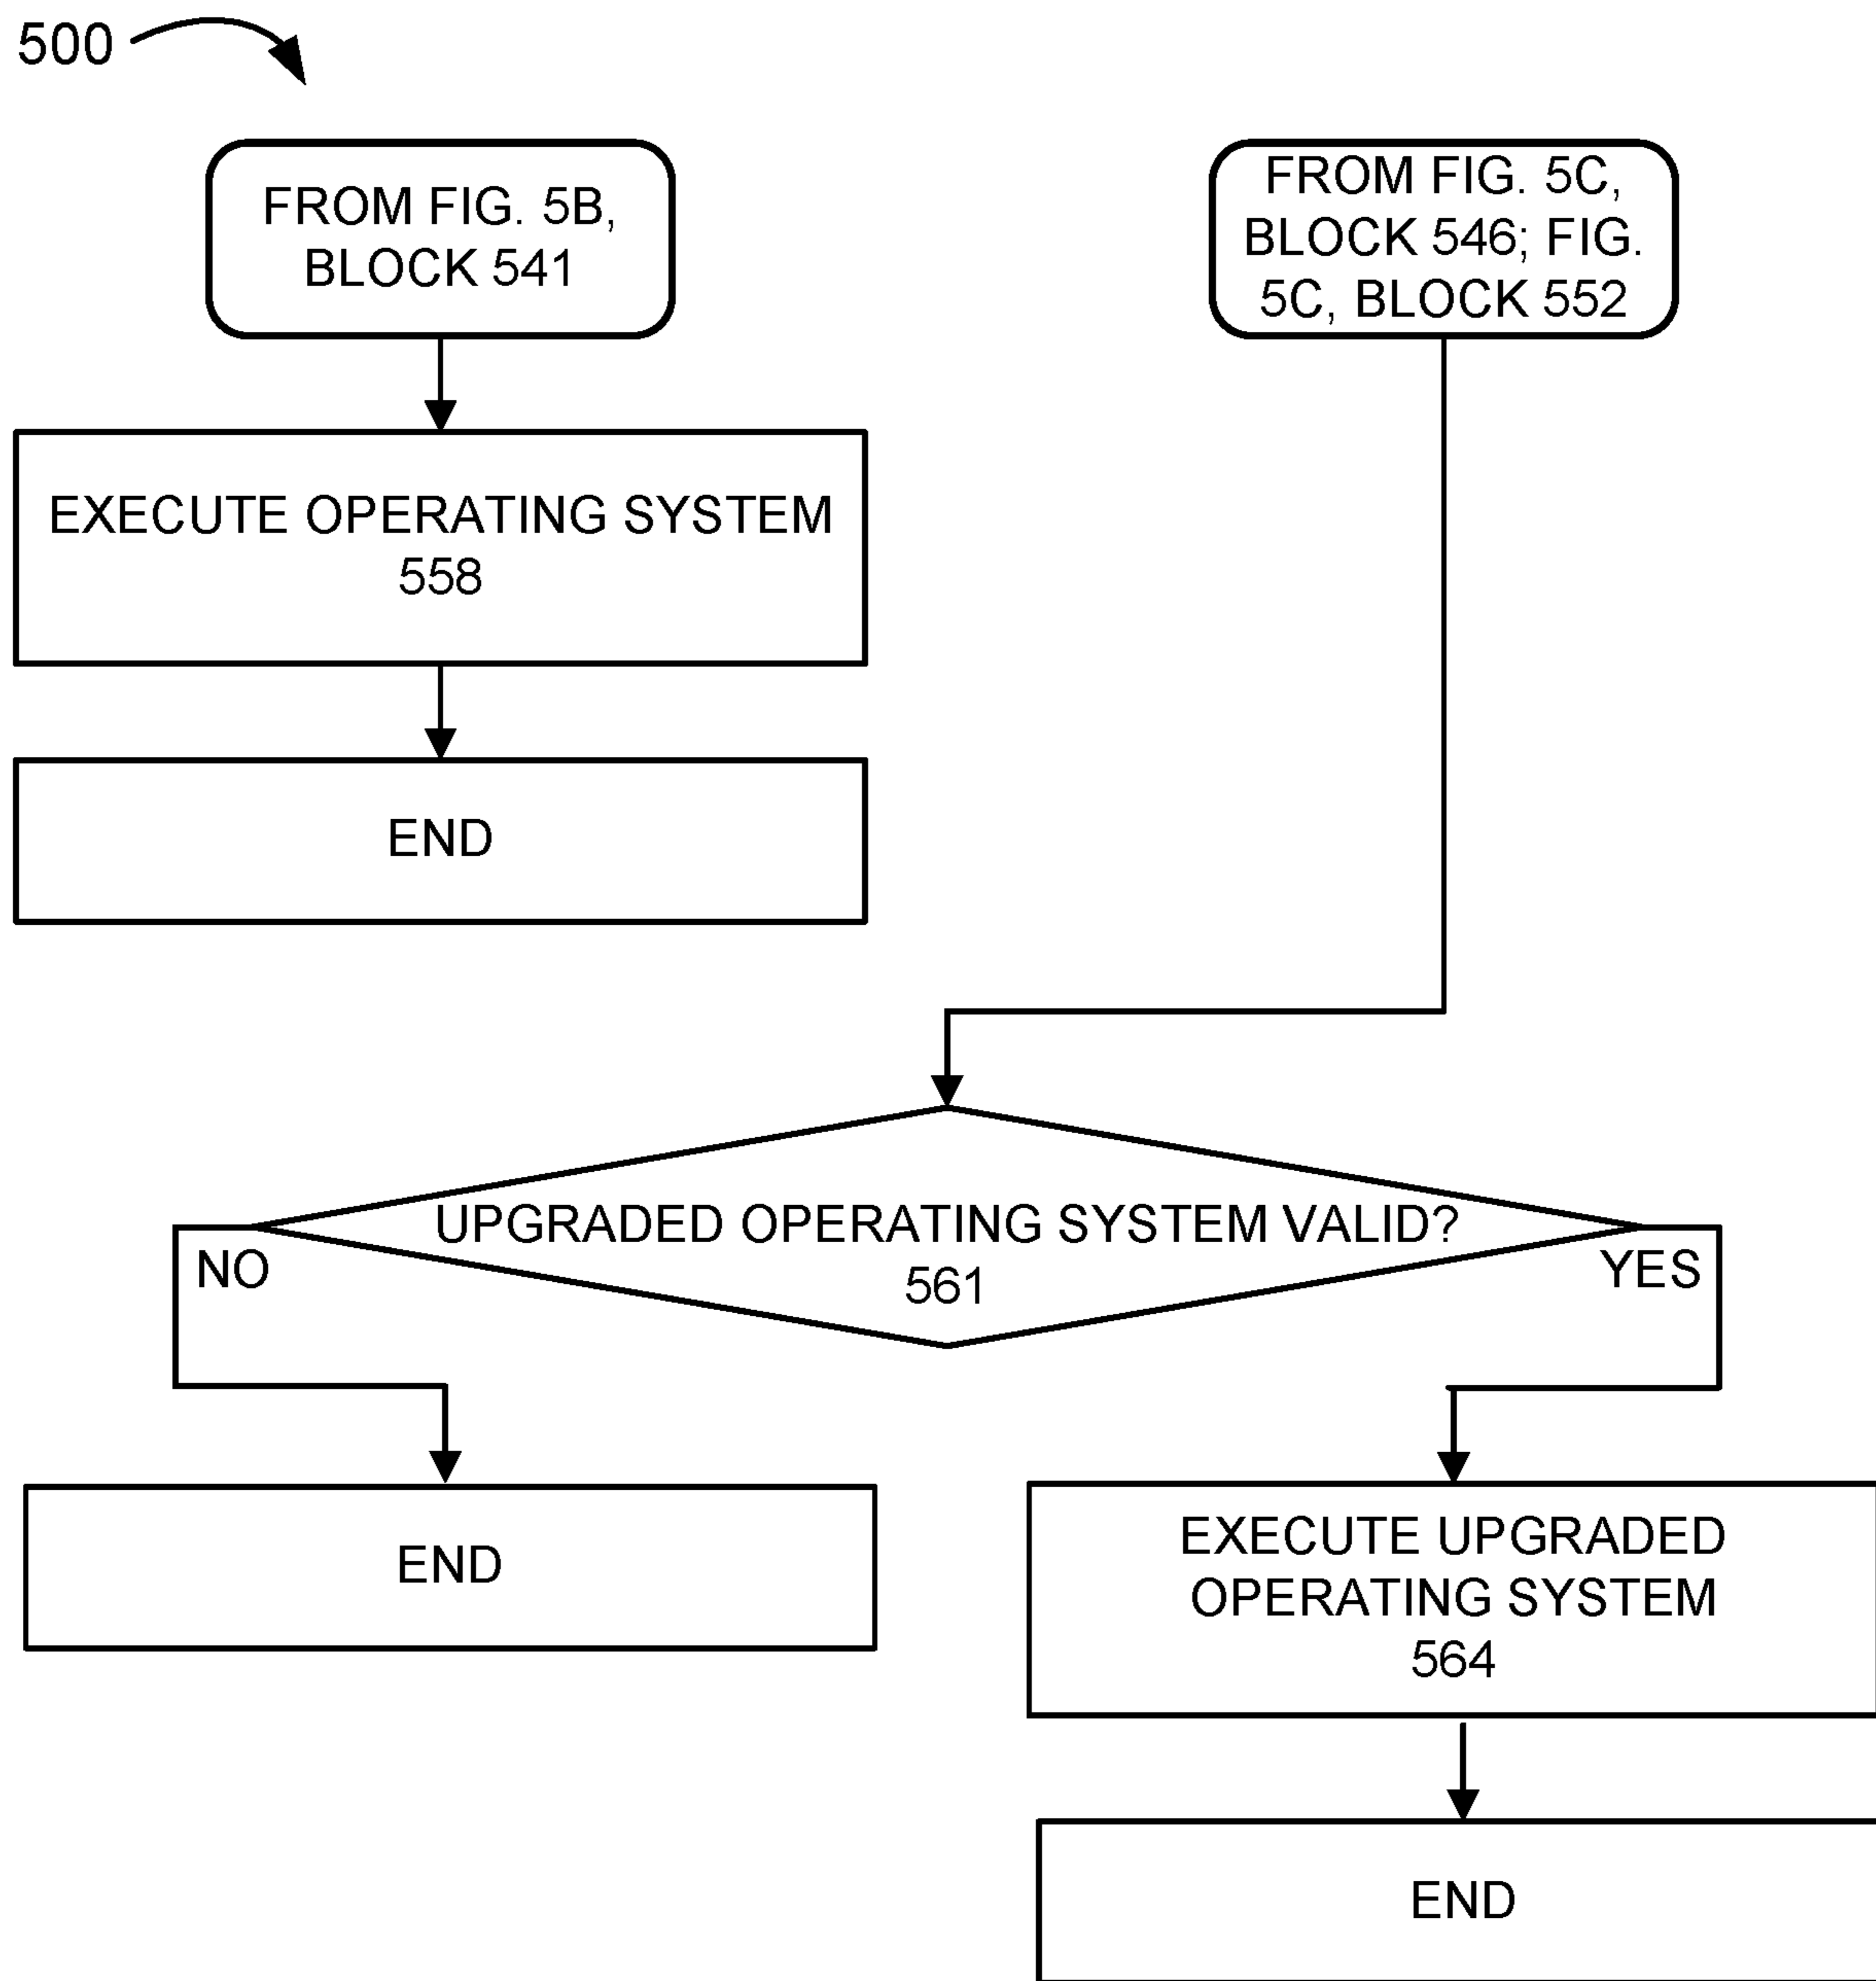 500
FROM FIG. 5B,
BLOCK 541
EXECUTE OPERATING SYSTEM
558
END
FROM FIG. 5C,
BLOCK 546; FIG.
5C, BLOCK 552
UPGRADED OPERATING SYSTEM VALID?
561
NO
YES
END
EXECUTE UPGRADED
OPERATING SYSTEM
564
END